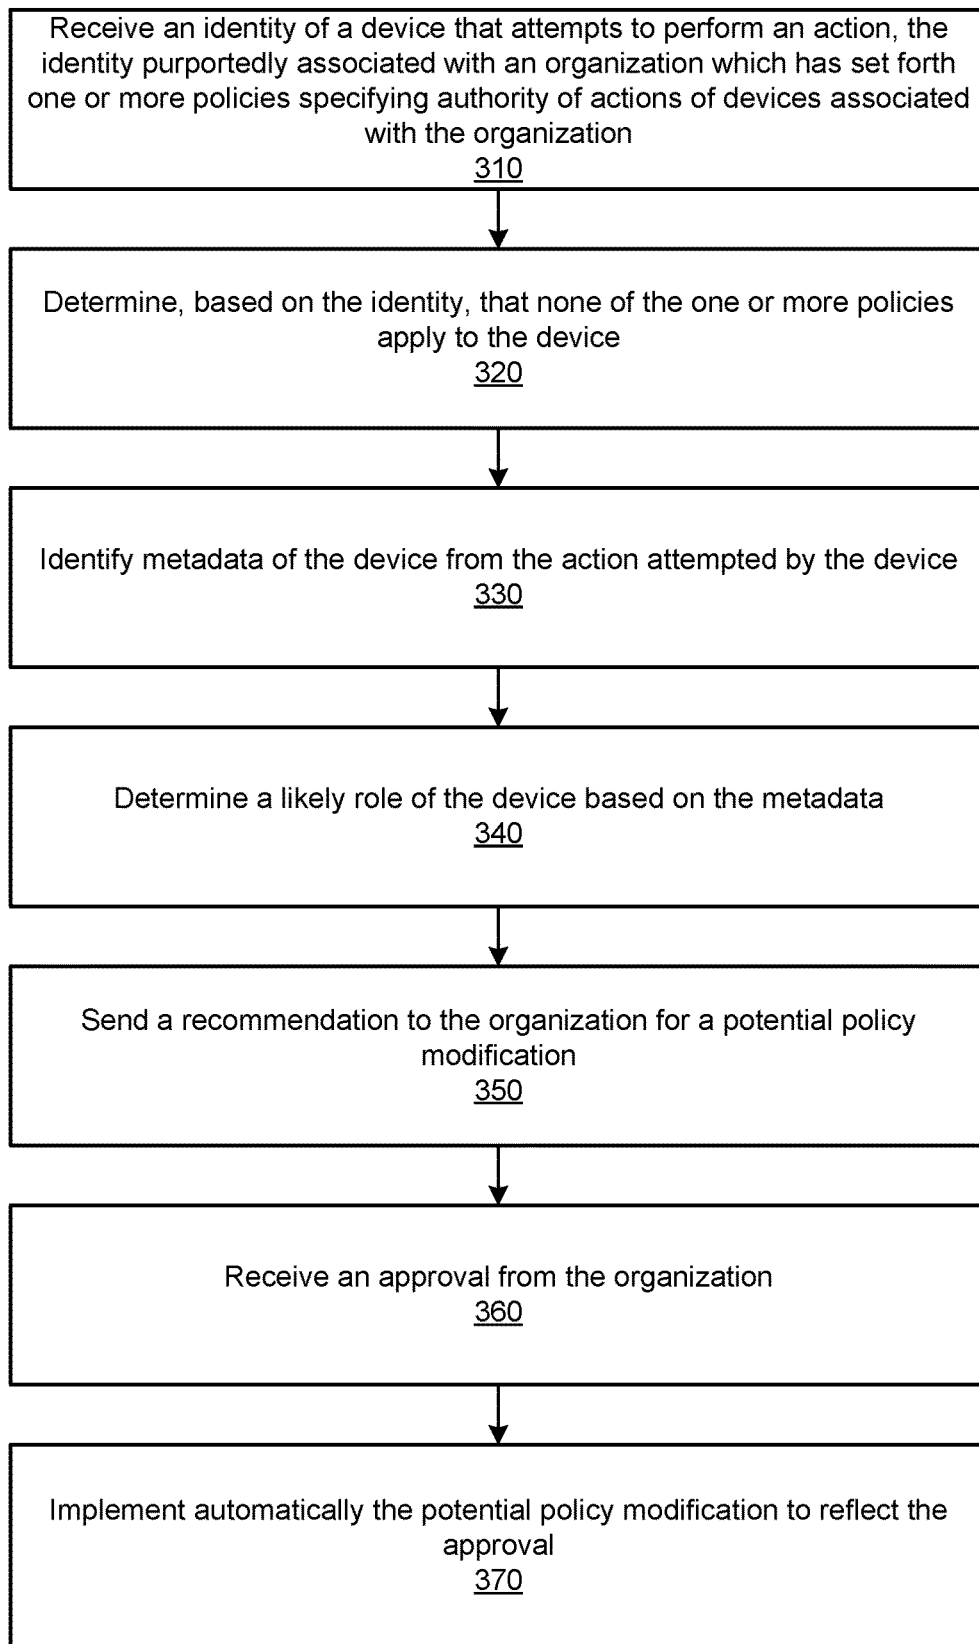 Receive an identity of a device that attempts to perform an action, the
identity purportedly associated with an organization which has set forth
one or more policies specifying authority of actions of devices associated
with the organization
310
Determine, based on the identity, that none of the one or more policies
apply to the device
320
Identify metadata of the device from the action attempted by the device
330
Determine a likely role of the device based on the metadata
340
Send a recommendation to the organization for a potential policy
modification
350
Receive an approval from the organization
360
Implement automatically the potential policy modification to reflect the
approval
370